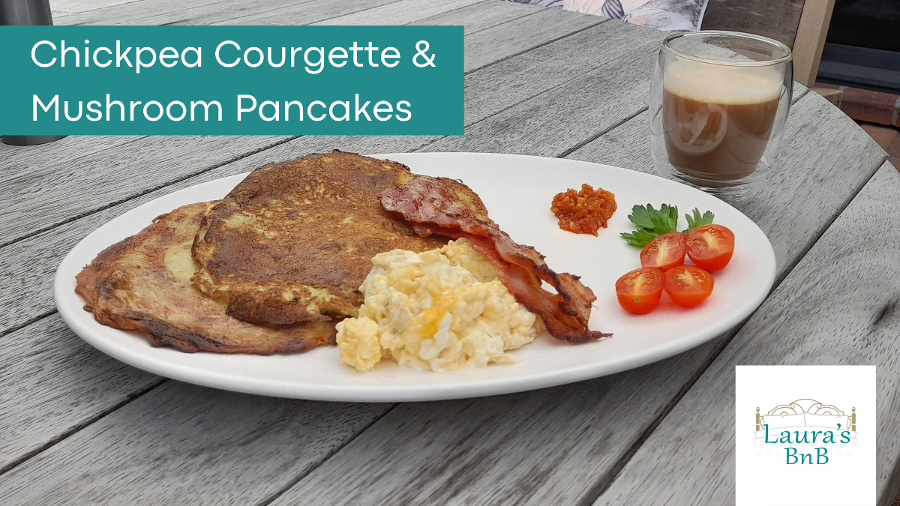 Chickpea Courgette &
Mushroom Pancakes
Laura's
BnB